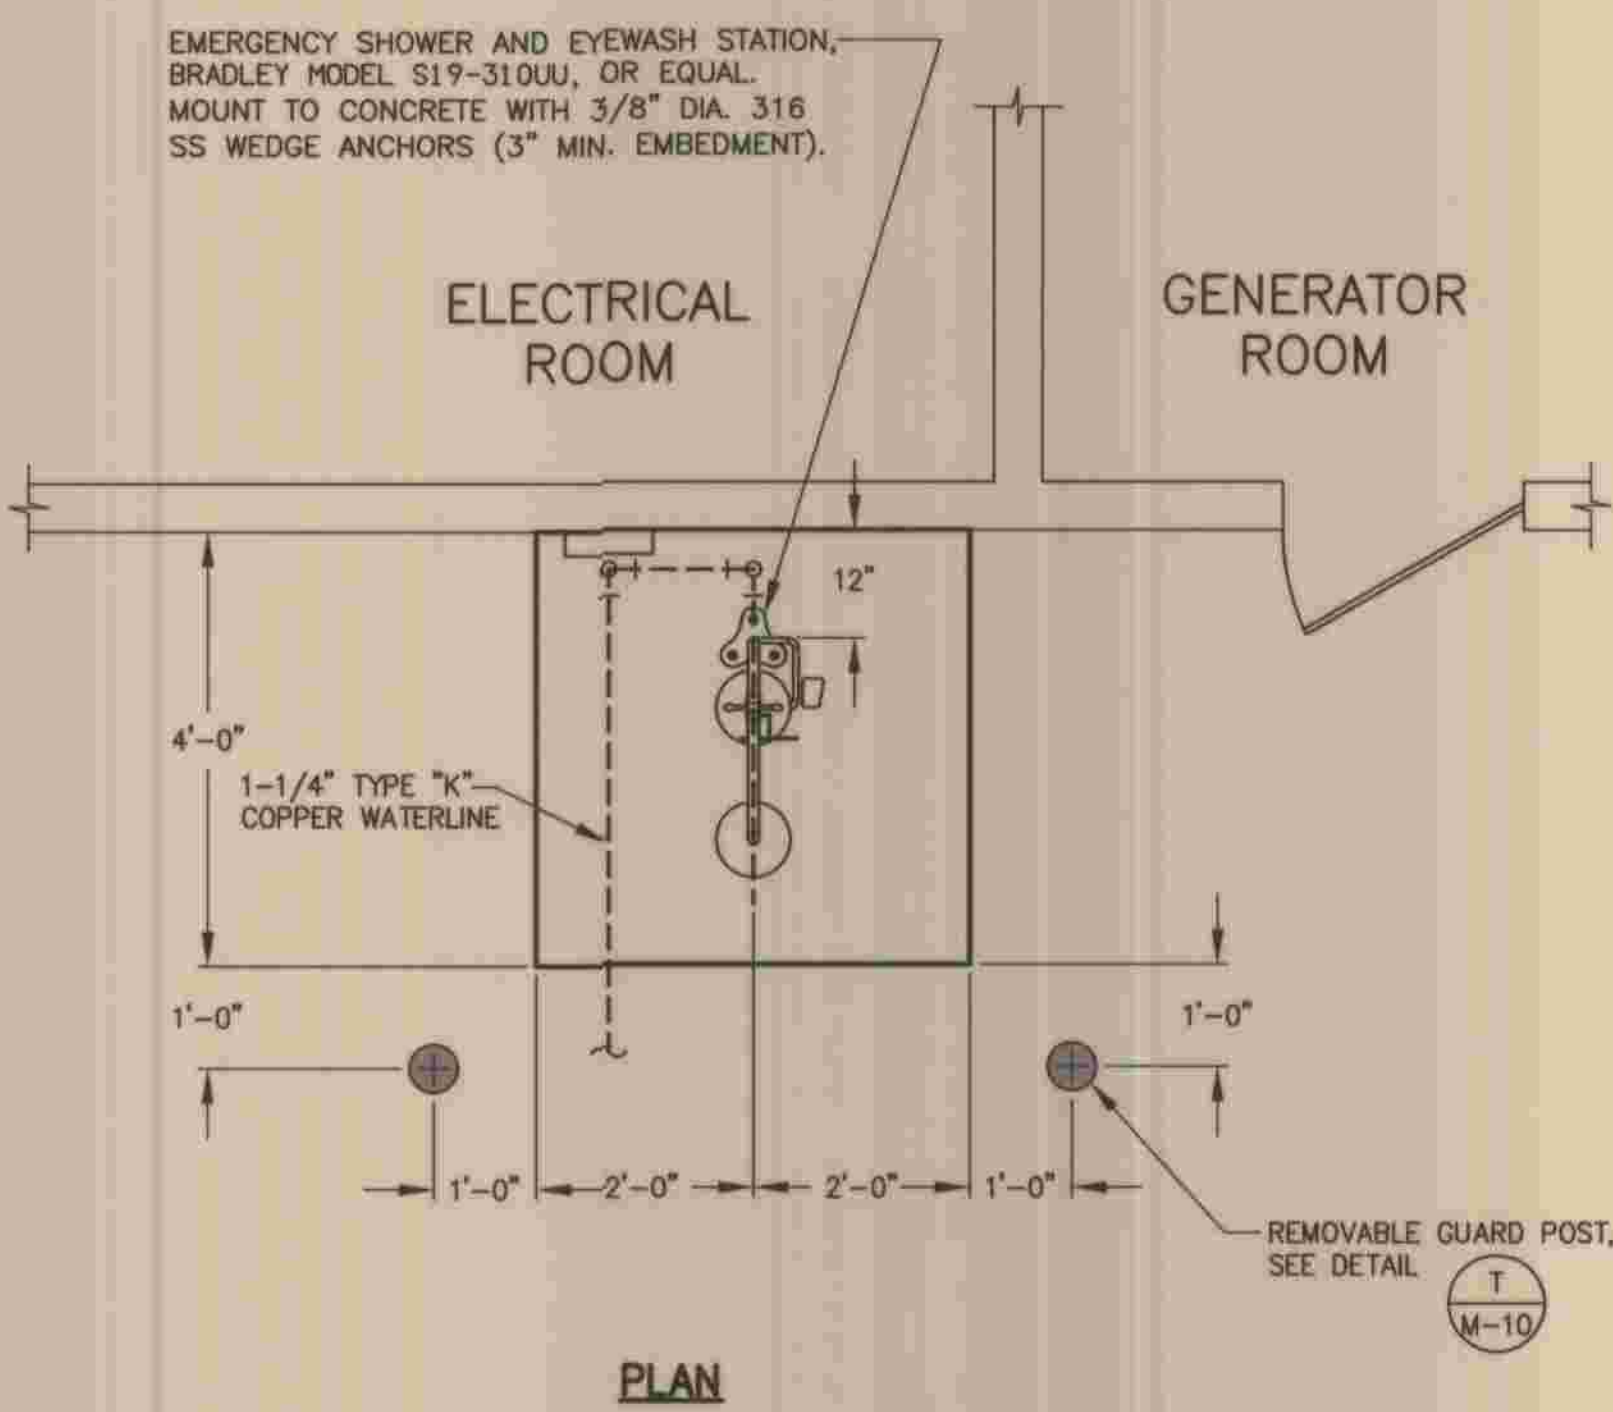 EMERGENCY SHOWER AND EYEWASH STATION,
BRADLEY MODEL S19-310UU, OR EQUAL.
MOUNT TO CONCRETE WITH 3/8" DIA. 316
SS WEDGE ANCHORS (3" MIN. EMBEDMENT).
ELECTRICAL
ROOM
GENERATOR
ROOM
12"
4'-0"
1-1/4" TYPE "K"
COPPER WATERLINE
1'-0"
1'-0"
1'-0"
2'-0"
2'-0"
1'-0"
REMOVABLE GUARD POST,
SEE DETAIL
T
M-10
PLAN